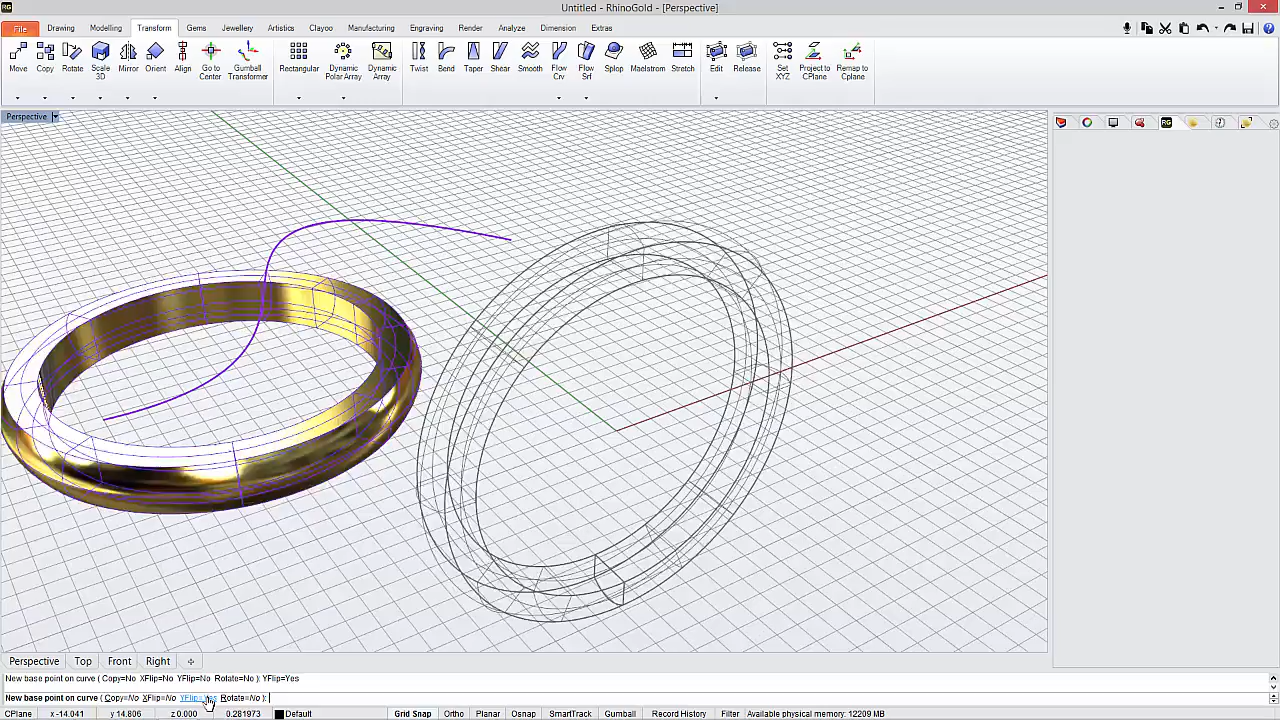 RG
Untitled - RhinoGold - [Perspective]
File Drawing Modelling Transform Gems Jewellery Artistics Clayoo Manufacturing Engraving Render Analyze Dimension Extras
Move Copy Rotate Scale 3D Mirror Orient Align Go to Center Gumball Transformer Rectangular Dynamic Polar Array Dynamic Array Twist Bend Taper Shear Smooth Flow Crv Flow Srf Splop Maelstrom Stretch Edit Release Set XYZ Project to CPlane Remap to Cplane
Perspective
RG
Perspective Top Front Right
New base point on curve ( Copy=No XFlip=No YFlip=No Rotate=No ): YFlip=Yes
New base point on curve ( Copy=No XFlip=No YFlip=Yes Rotate=No ):
CPlane x -14.041 y 14.806 z 0.000 0.281973 Default Grid Snap Ortho Planar Osnap SmartTrack Gumball Record History Filter Available physical memory: 12209 MB